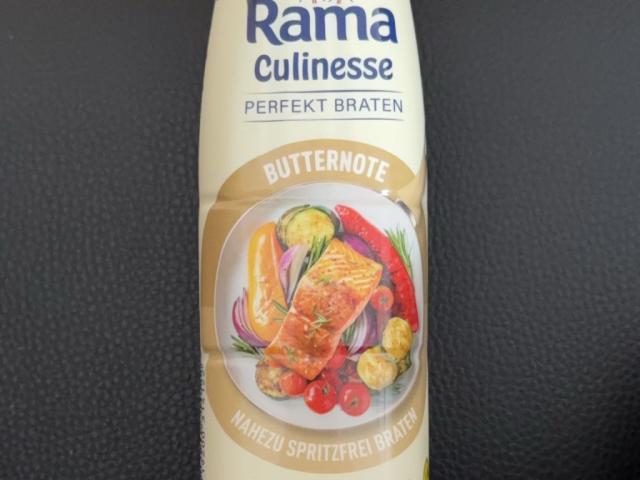 Rama
Culinesse
PERFEKT BRATEN
BUTTERNOTE
NAHEZU SPRITZFREI BRATEN